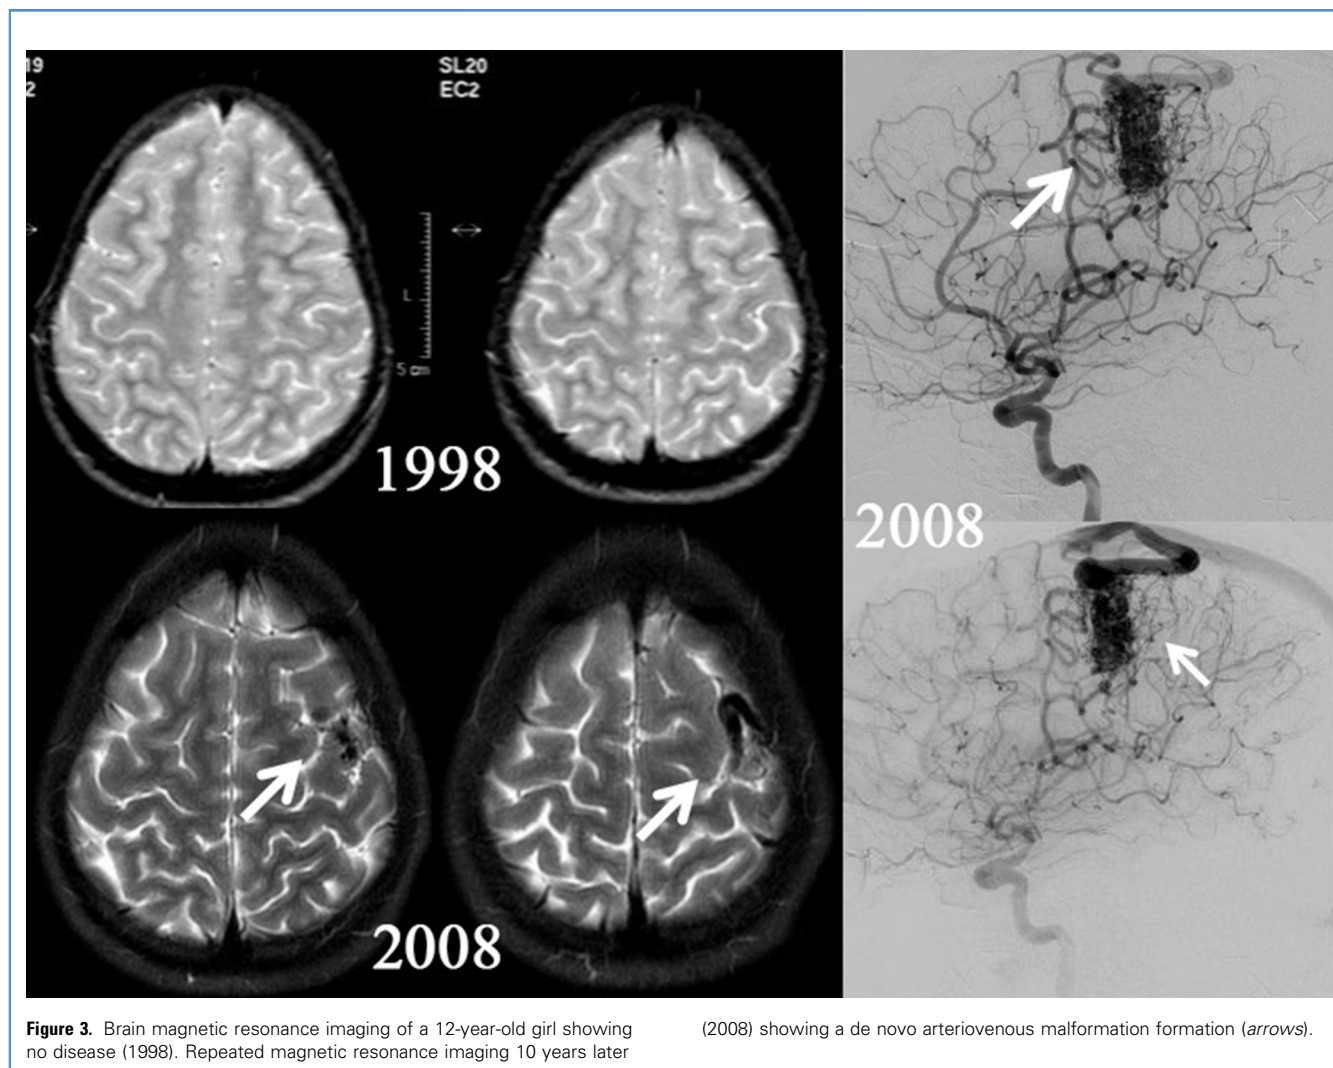 19
2
SL20
EC2
L
5 cm
1998
2008
2008
Figure 3. Brain magnetic resonance imaging of a 12-year-old girl showing
no disease (1998). Repeated magnetic resonance imaging 10 years later
(2008) showing a de novo arteriovenous malformation formation (arrows).